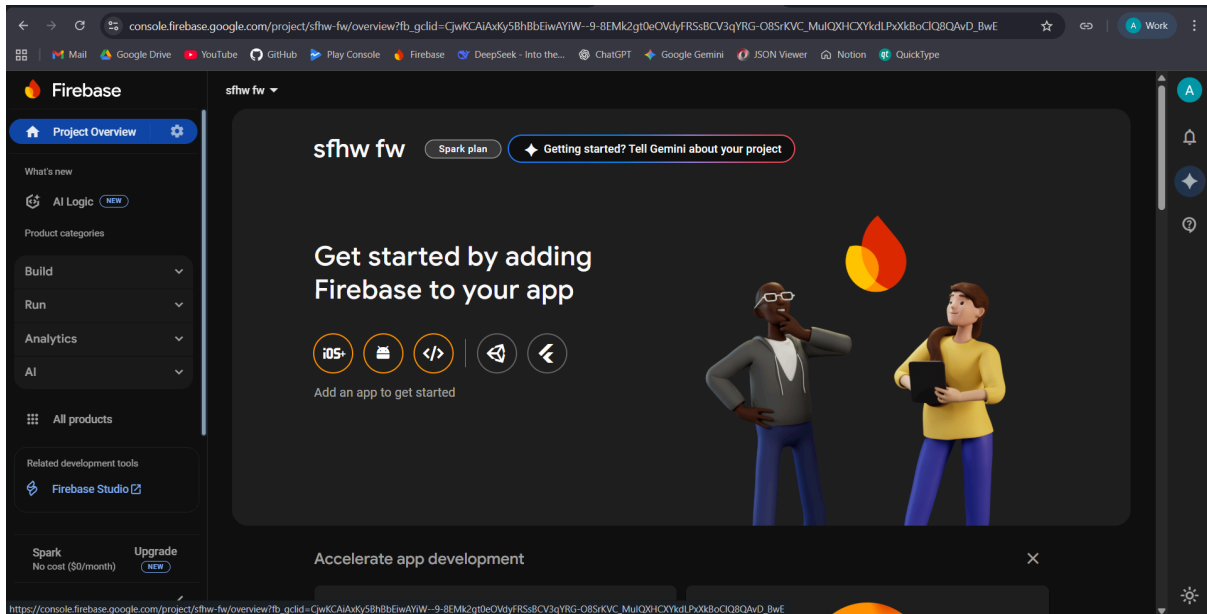 console.firebase.google.com/project/sfhw-fw/overview?fb_gclid=CjwKCAiAxKy5BhBbEiwAYiW--9-8EMk2gt0eOVdyFRSsBCV3qYRG-O8SrKVC_MulQXHCXYkdLPxXkBoClQ8QAvD_BwE
A Work
Mail Google Drive YouTube GitHub Play Console Firebase DeepSeek - Into the... ChatGPT Google Gemini JSON Viewer Notion QuickType
Firebase
sfhw fw
A
Project Overview
What's new
AI Logic NEW
Product categories
Build
Run
Analytics
AI
All products
Related development tools
Firebase Studio
Spark
No cost ($0/month)
Upgrade
NEW
sfhw fw Spark plan Getting started? Tell Gemini about your project
Get started by adding
Firebase to your app
iOS+
Add an app to get started
Accelerate app development
https://console.firebase.google.com/project/sfhw-fw/overview?fb_gclid=CjwKCAiAxKy5BhBbEiwAYiW--9-8EMk2gt0eOVdyFRSsBCV3qYRG-O8SrKVC_MulQXHCXYkdLPxXkBoClQ8QAvD_BwE